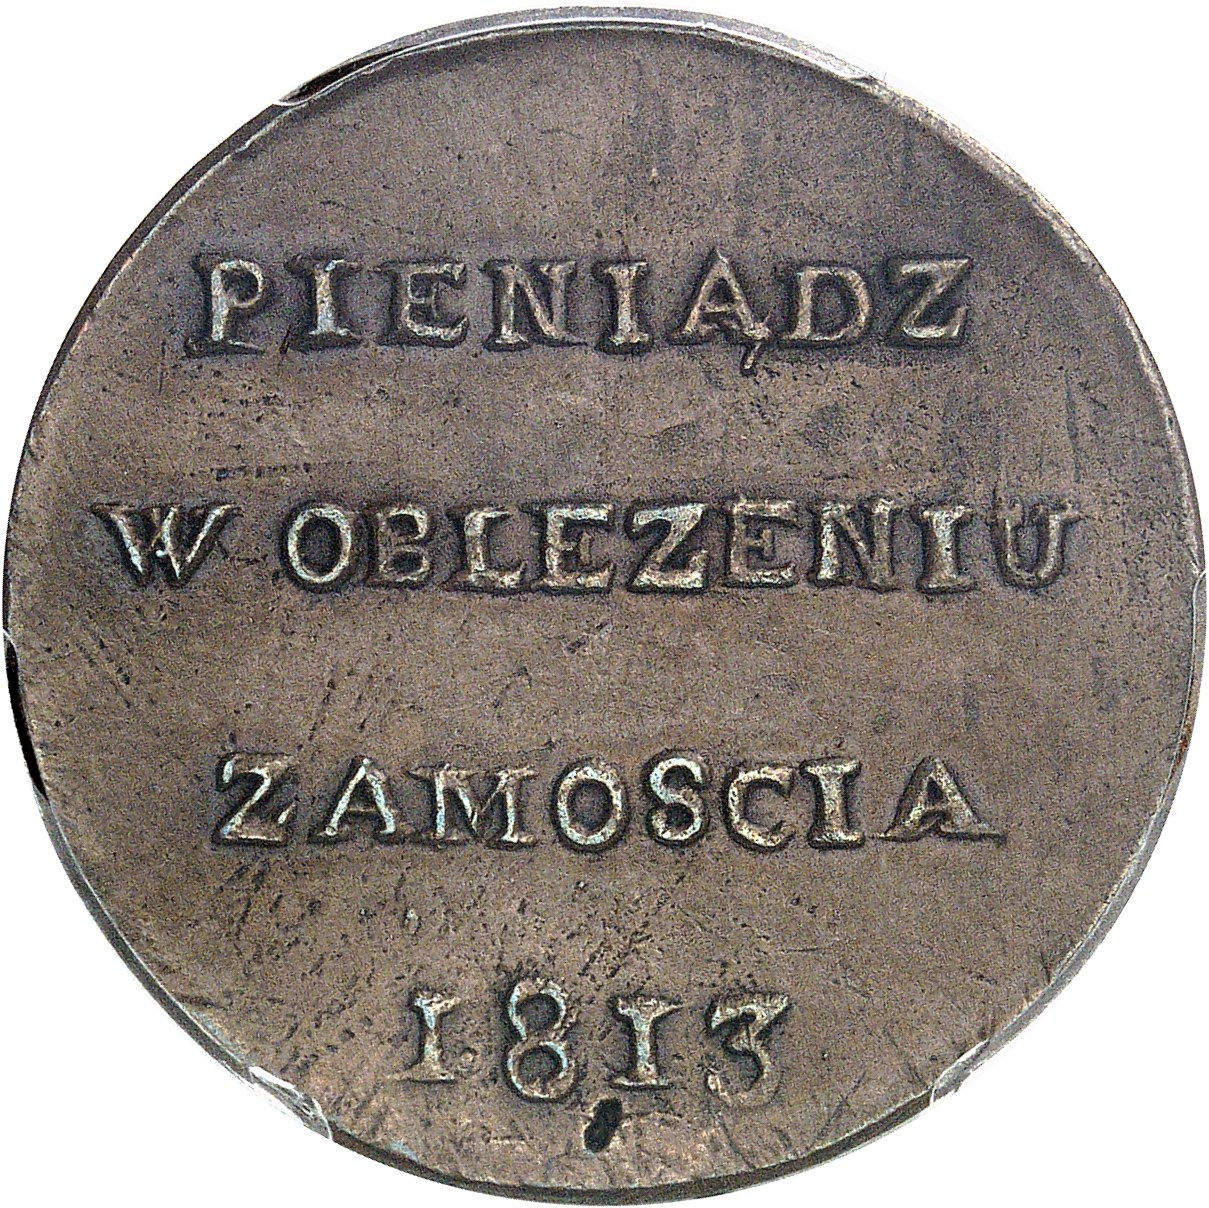 PIENIĄDZ
W OBLEZENIU
ZAMOSCIA
1813